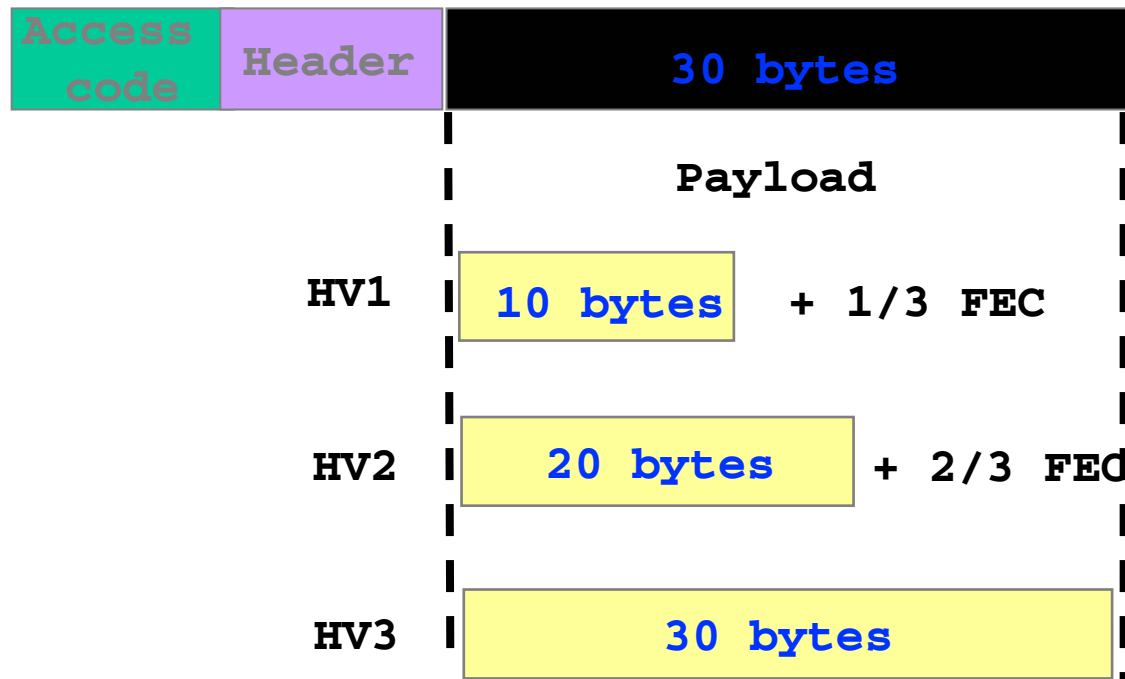 Access
code
Header
30 bytes
Payload
HV1
10 bytes
+ 1/3 FEC
HV2
20 bytes
+ 2/3 FEC
HV3
30 bytes